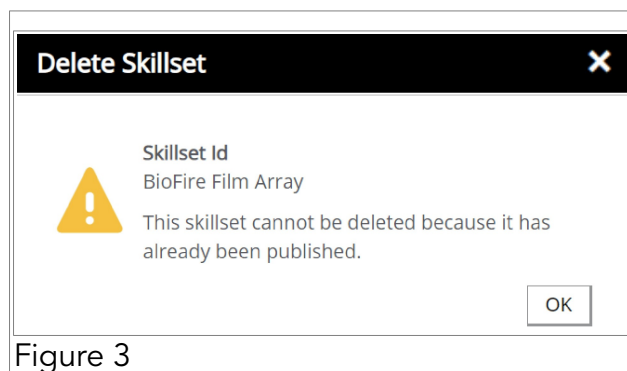 Delete Skillset
Skillset Id
BioFire Film Array
This skillset cannot be deleted because it has
already been published.
OK
Figure 3